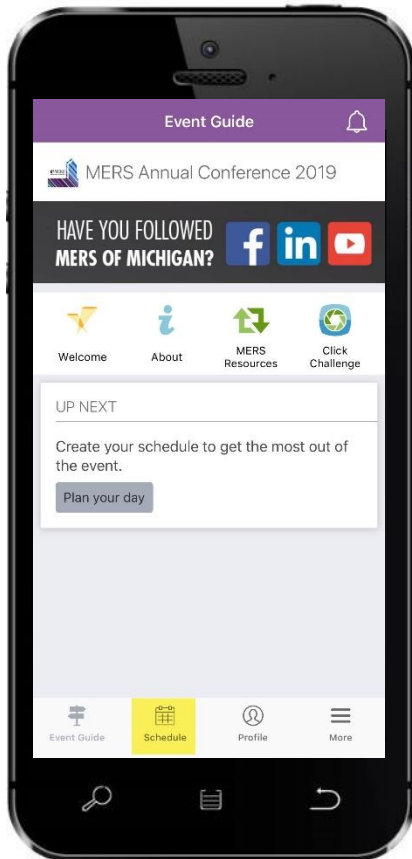 Event Guide
MERS Annual Conference 2019
HAVE YOU FOLLOWED
MERS OF MICHIGAN?
f in
Welcome
About
MERS
Resources
Click
Challenge
UP NEXT
Create your schedule to get the most out of
the event.
Plan your day
Event Guide
Schedule
Profile
More